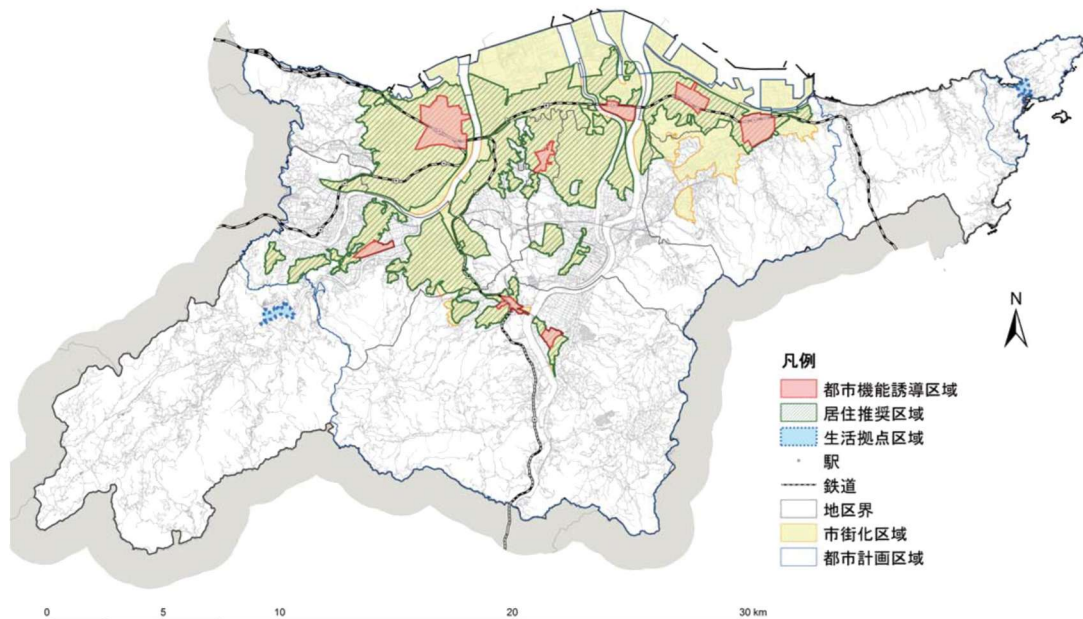 N
凡例
都市機能誘導区域
居住推奨区域
生活拠点区域
駅
鉄道
地区界
市街化区域
都市計画区域
0 5 10 20 30 km